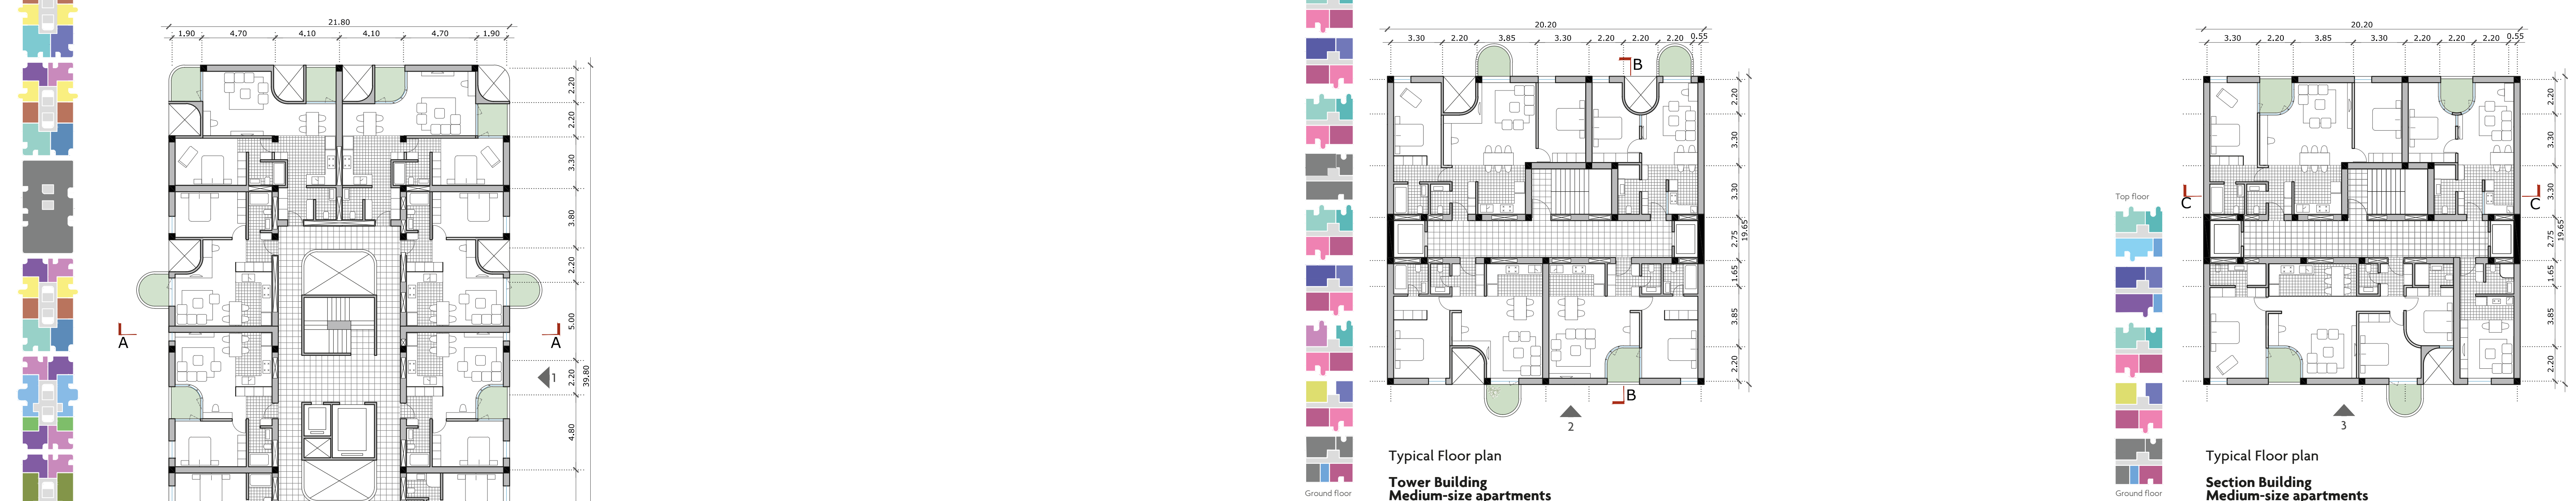 21.80
1,90 4,70 4,10 4,10 4,70 1,90
2.20
2.20
3.30
3.80
2.20
5.00
2.20
39.80
4.80
A
A
1
20.20
3.30 2.20 3.85 3.30 2.20 2.20 2.20 0.55
B
2.20
3.30
3.30
2.75
19.65
1.65
3.85
2.20
B
2
Typical Floor plan
Tower Building
Medium-size apartments
Ground floor
20.20
3.30 2.20 3.85 3.30 2.20 2.20 2.20 0.55
2.20
3.30
3.30
2.75
19.65
1.65
3.85
2.20
C
C
Top floor
3
Typical Floor plan
Section Building
Medium-size apartments
Ground floor